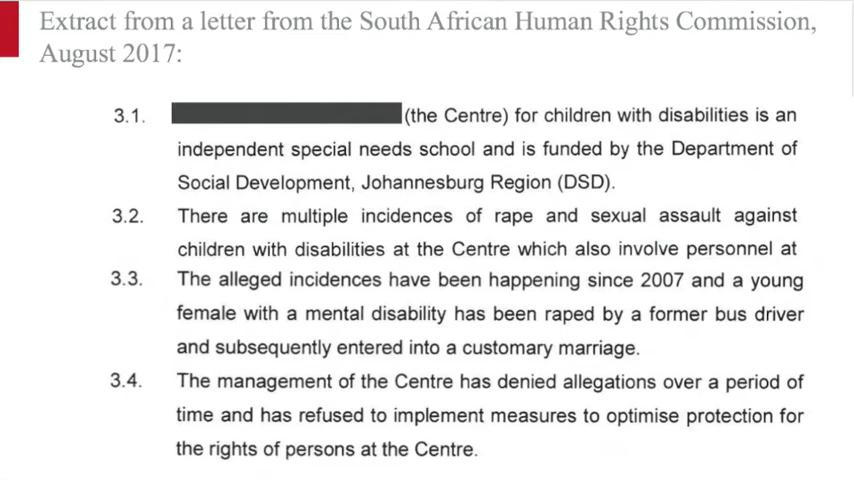 Extract from a letter from the South African Human Rights Commission,
August 2017:
3.1. (the Centre) for children with disabilities is an
independent special needs school and is funded by the Department of
Social Development, Johannesburg Region (DSD).
3.2. There are multiple incidences of rape and sexual assault against
children with disabilities at the Centre which also involve personnel at
3.3. The alleged incidences have been happening since 2007 and a young
female with a mental disability has been raped by a former bus driver
and subsequently entered into a customary marriage.
3.4. The management of the Centre has denied allegations over a period of
time and has refused to implement measures to optimise protection for
the rights of persons at the Centre.